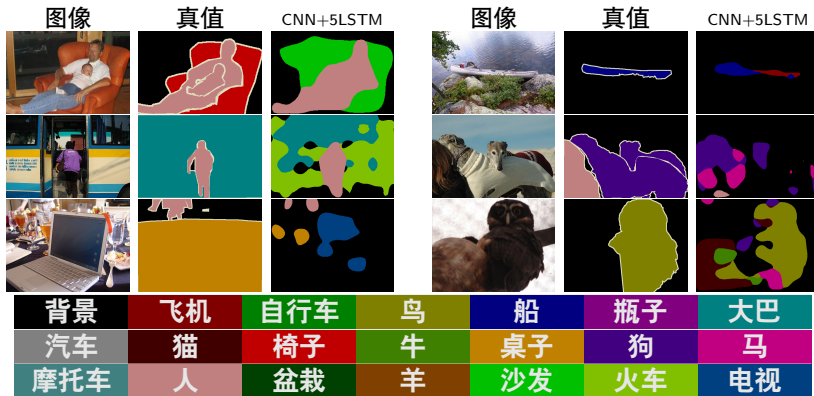 图像 真值 CNN+5LSTM 图像 真值 CNN+5LSTM
背景 飞机 自行车 鸟 船 瓶子 大巴
汽车 猫 椅子 牛 桌子 狗 马
摩托车 人 盆栽 羊 沙发 火车 电视